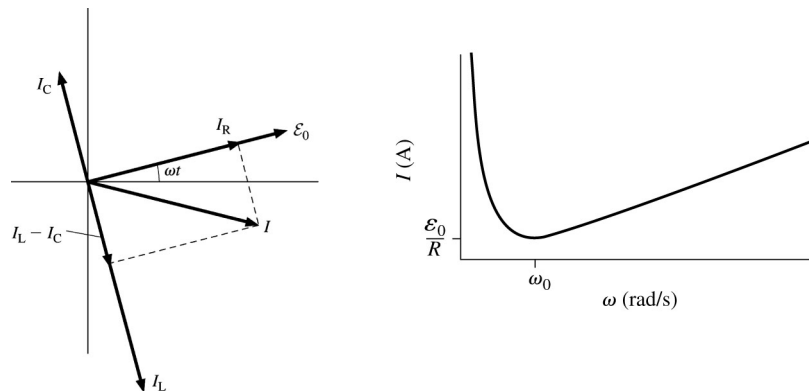 I_C
I_R
ℰ_0
ωt
I_L − I_C
I
I_L
I (A)
ℰ_0
R
ω_0
ω (rad/s)